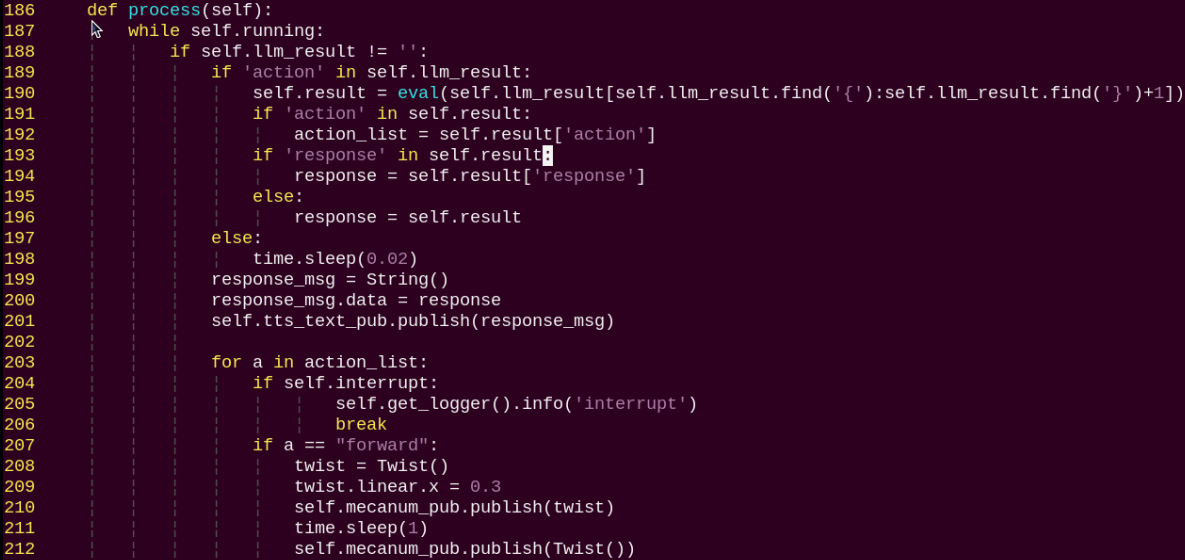 186     def process(self):
187         while self.running:
188             if self.llm_result != '':
189                 if 'action' in self.llm_result:
190                     self.result = eval(self.llm_result[self.llm_result.find('{'):self.llm_result.find('}')+1])
191                     if 'action' in self.result:
192                         action_list = self.result['action']
193                     if 'response' in self.result:
194                         response = self.result['response']
195                     else:
196                         response = self.result
197                 else:
198                     time.sleep(0.02)
199                 response_msg = String()
200                 response_msg.data = response
201                 self.tts_text_pub.publish(response_msg)
202
203                 for a in action_list:
204                     if self.interrupt:
205                             self.get_logger().info('interrupt')
206                             break
207                     if a == "forward":
208                         twist = Twist()
209                         twist.linear.x = 0.3
210                         self.mecanum_pub.publish(twist)
211                         time.sleep(1)
212                         self.mecanum_pub.publish(Twist())